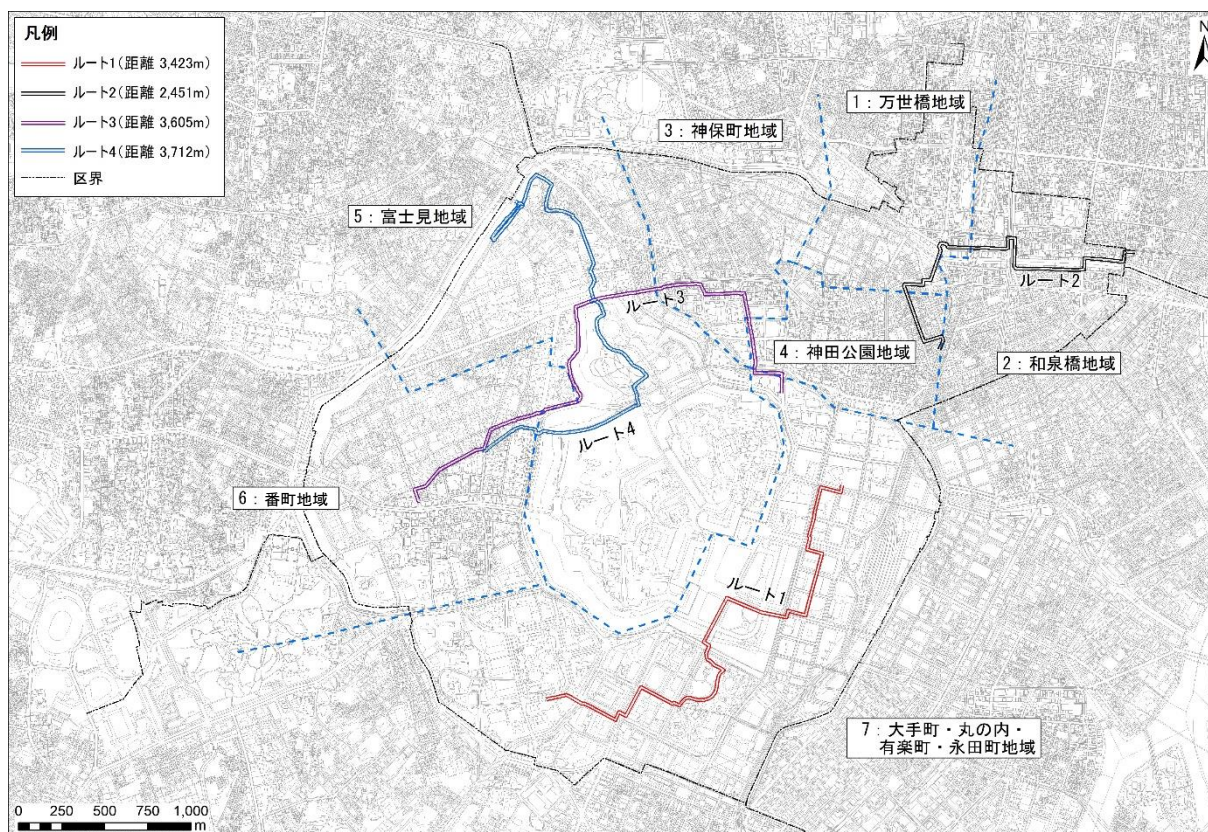 凡例
ルート1(距離 3,423m)
ルート2(距離 2,451m)
ルート3(距離 3,605m)
ルート4(距離 3,712m)
区界
N
1：万世橋地域
3：神保町地域
5：富士見地域
ルート2
ルート3
4：神田公園地域
2：和泉橋地域
ルート4
6：番町地域
ルート1
7：大手町・丸の内・
有楽町・永田町地域
0 250 500 750 1,000
m